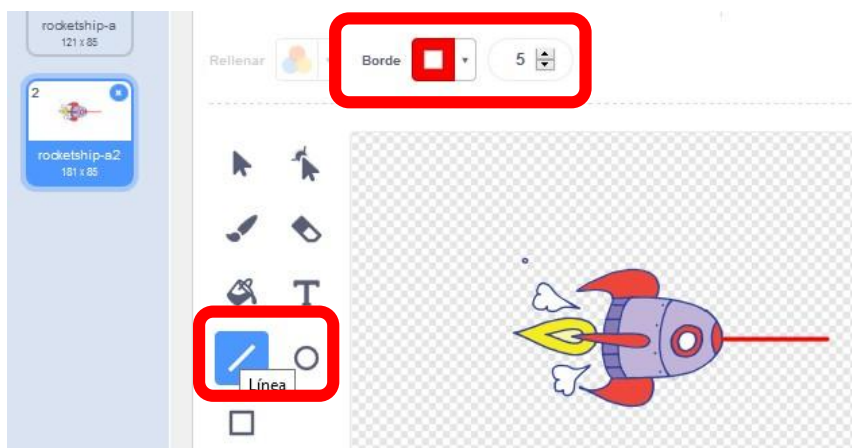 rocketship-a
121 x 85
2
rocketship-a2
181 x 85
Rellenar
Borde
5
T
Línea